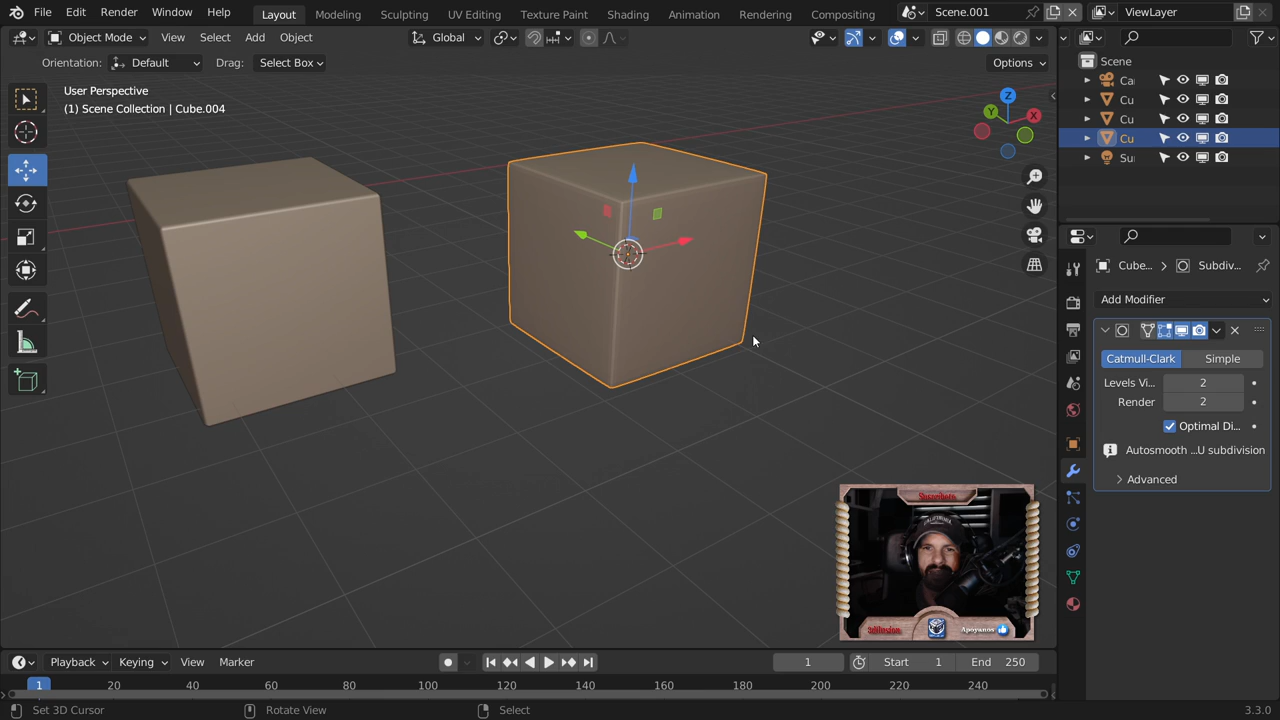 File Edit Render Window Help Layout Modeling Sculpting UV Editing Texture Paint Shading Animation Rendering Compositing Scene.001 ViewLayer
Object Mode View Select Add Object Global
Orientation: Default Drag: Select Box Options
User Perspective
(1) Scene Collection | Cube.004
Z
Y
X
Scene
Ca
Cu
Cu
Cu
Su
Cube... Subdiv...
Add Modifier
Catmull-Clark Simple
Levels Vi... 2
Render 2
Optimal Di...
Autosmooth ...U subdivision
Advanced
Suscribete
CALIFORNIA
3dillusion
Apoyanos
Playback Keying View Marker 1 Start 1 End 250
1 20 40 60 80 100 120 140 160 180 200 220 240
Set 3D Cursor Rotate View Select 3.3.0